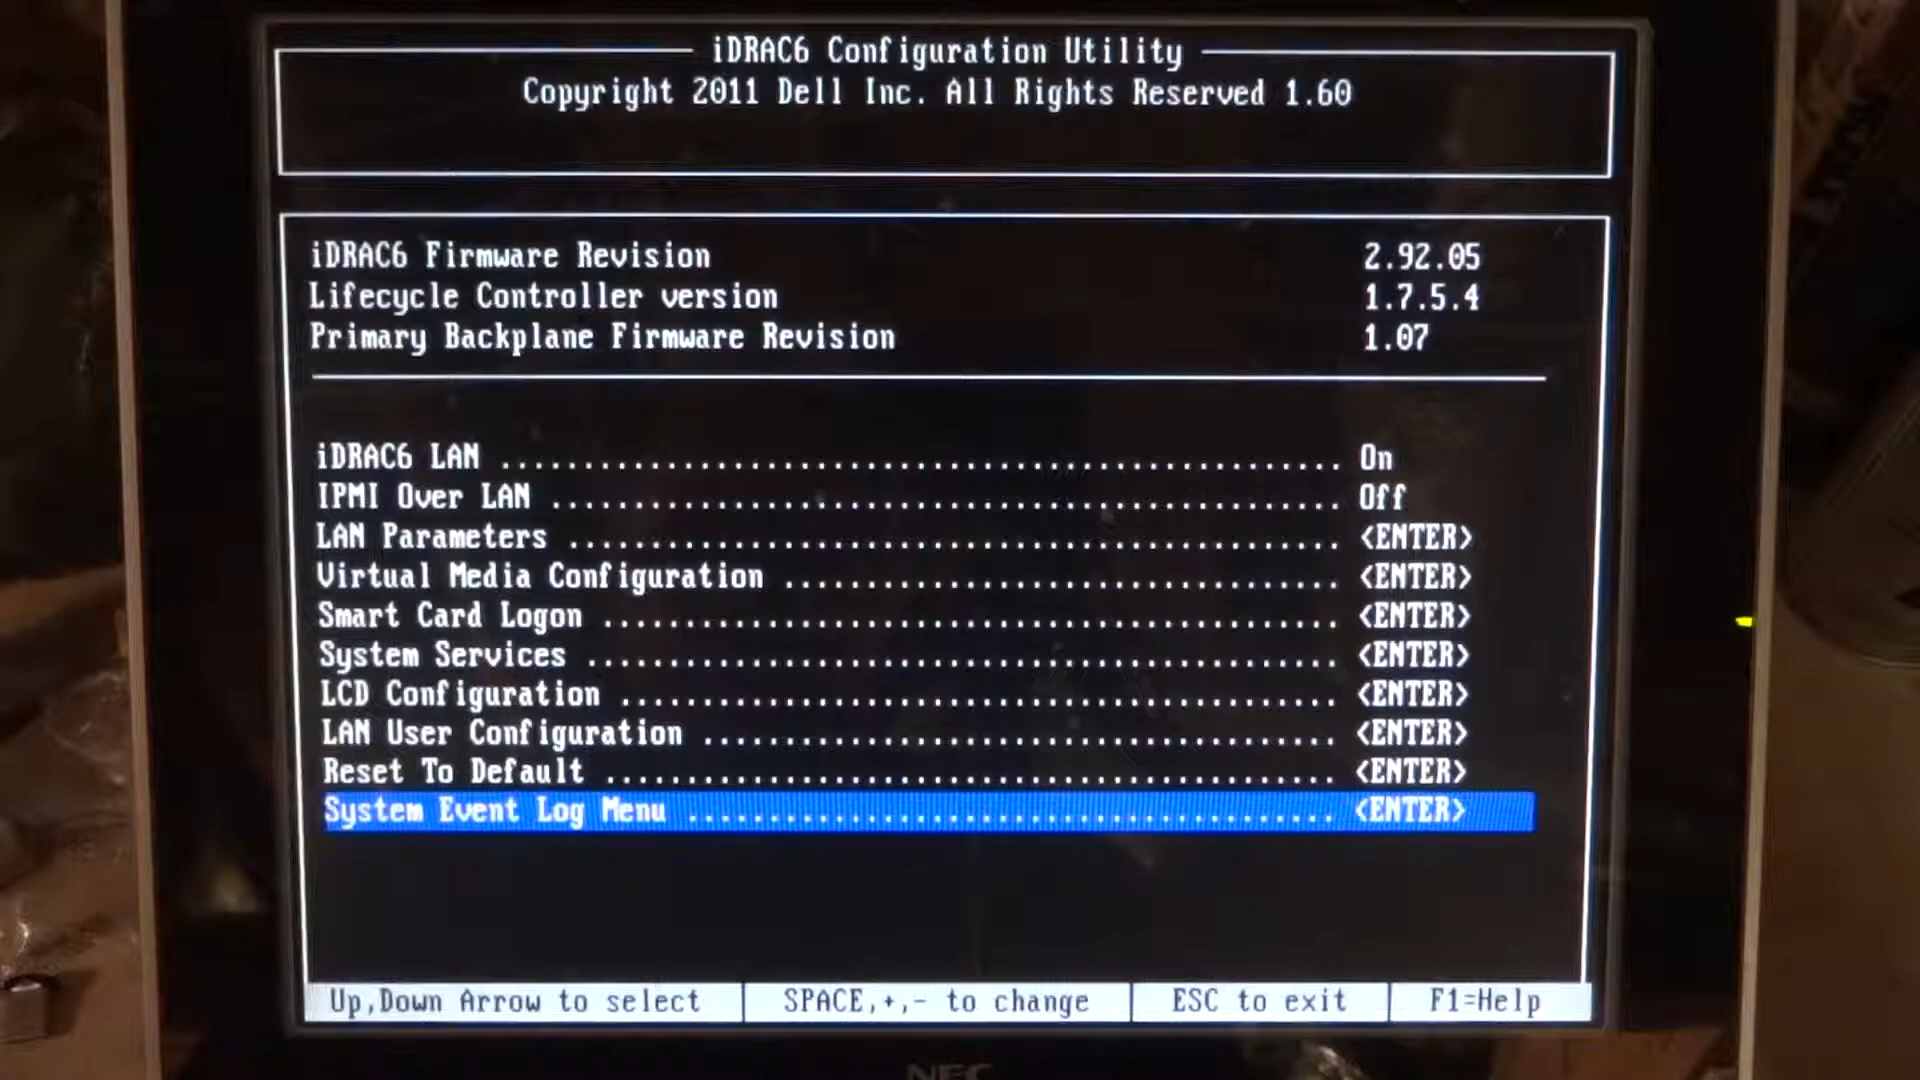 iDRAC6 Configuration Utility
Copyright 2011 Dell Inc. All Rights Reserved 1.60
iDRAC6 Firmware Revision 2.92.05
Lifecycle Controller version 1.7.5.4
Primary Backplane Firmware Revision 1.07
iDRAC6 LAN ................................................... On
IPMI Over LAN ................................................ Off
LAN Parameters ............................................... <ENTER>
Virtual Media Configuration .................................. <ENTER>
Smart Card Logon ............................................. <ENTER>
System Services .............................................. <ENTER>
LCD Configuration ............................................ <ENTER>
LAN User Configuration ....................................... <ENTER>
Reset To Default ............................................. <ENTER>
System Event Log Menu ........................................ <ENTER>
Up,Down Arrow to select SPACE,+,- to change ESC to exit F1=Help
NEC